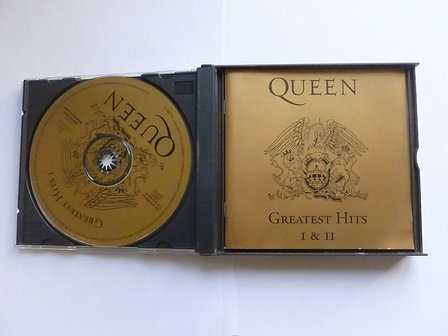 QUEEN
GREATEST HITS I
QUEEN
GREATEST HITS
I & II